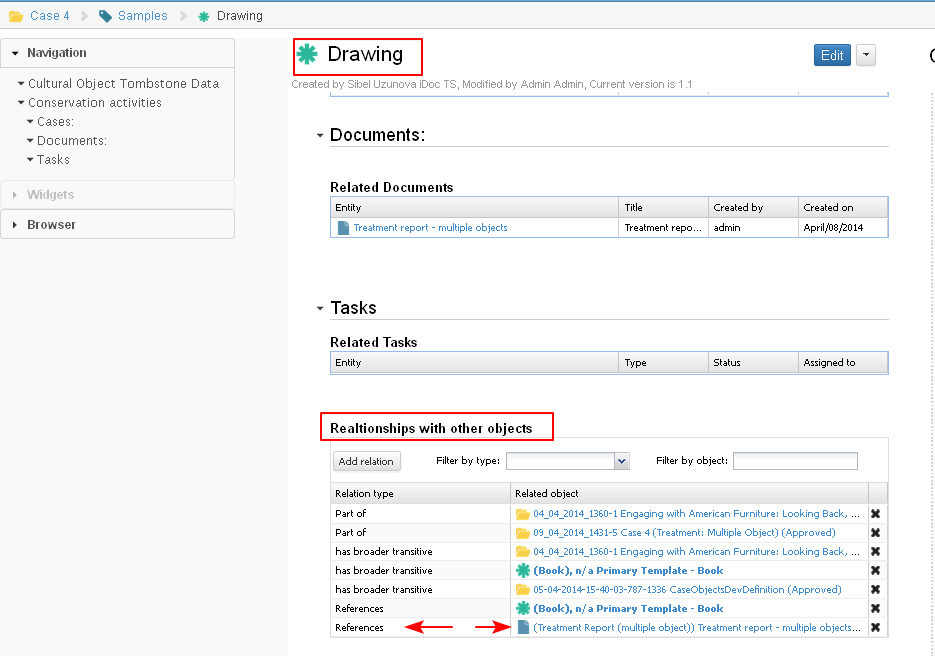 Case 4 Samples Drawing
Navigation
Cultural Object Tombstone Data
Conservation activities
Cases:
Documents:
Tasks
Widgets
Browser
Drawing
Edit
Created by Sibel Uzunova iDoc TS, Modified by Admin Admin, Current version is 1.1
Documents:
Related Documents
Entity Title Created by Created on
Treatment report - multiple objects Treatment repo... admin April/08/2014
Tasks
Related Tasks
Entity Type Status Assigned to
Realtionships with other objects
Add relation Filter by type: Filter by object:
Relation type Related object
Part of 04_04_2014_1360-1 Engaging with American Furniture: Looking Back, ...
Part of 09_04_2014_1431-5 Case 4 (Treatment: Multiple Object) (Approved)
has broader transitive 04_04_2014_1360-1 Engaging with American Furniture: Looking Back, ...
has broader transitive (Book), n/a Primary Template - Book
has broader transitive 05-04-2014-15-40-03-787-1336 CaseObjectsDevDefinition (Approved)
References (Book), n/a Primary Template - Book
References (Treatment Report (multiple object)) Treatment report - multiple objects...